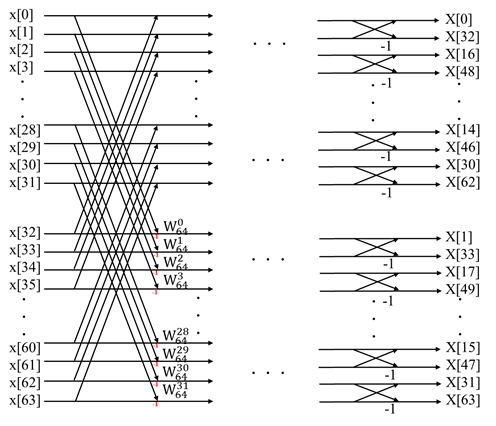 x[0] X[0]
x[1] X[32]
-1
x[2] X[16]
x[3] X[48]
-1
x[28] X[14]
x[29] X[46]
-1
x[30] X[30]
x[31] X[62]
-1
x[32] W_{64}^{0} X[1]
x[33] W_{64}^{1} X[33]
-1
x[34] W_{64}^{2} X[17]
x[35] W_{64}^{3} X[49]
-1
x[60] W_{64}^{28} X[15]
x[61] W_{64}^{29} X[47]
-1
x[62] W_{64}^{30} X[31]
x[63] W_{64}^{31} X[63]
-1